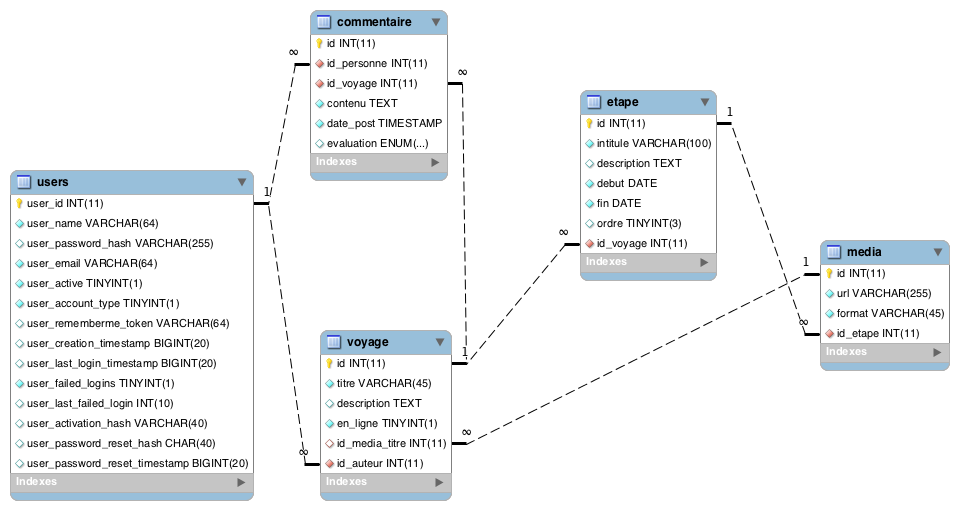 commentaire
id INT(11)
id_personne INT(11)
id_voyage INT(11)
contenu TEXT
date_post TIMESTAMP
evaluation ENUM(...)
Indexes
users
user_id INT(11)
user_name VARCHAR(64)
user_password_hash VARCHAR(255)
user_email VARCHAR(64)
user_active TINYINT(1)
user_account_type TINYINT(1)
user_rememberme_token VARCHAR(64)
user_creation_timestamp BIGINT(20)
user_last_login_timestamp BIGINT(20)
user_failed_logins TINYINT(1)
user_last_failed_login INT(10)
user_activation_hash VARCHAR(40)
user_password_reset_hash CHAR(40)
user_password_reset_timestamp BIGINT(20)
Indexes
voyage
id INT(11)
titre VARCHAR(45)
description TEXT
en_ligne TINYINT(1)
id_media_titre INT(11)
id_auteur INT(11)
Indexes
etape
id INT(11)
intitule VARCHAR(100)
description TEXT
debut DATE
fin DATE
ordre TINYINT(3)
id_voyage INT(11)
Indexes
media
id INT(11)
url VARCHAR(255)
format VARCHAR(45)
id_etape INT(11)
Indexes
∞
∞
1
∞
1
∞
∞
1
1
∞